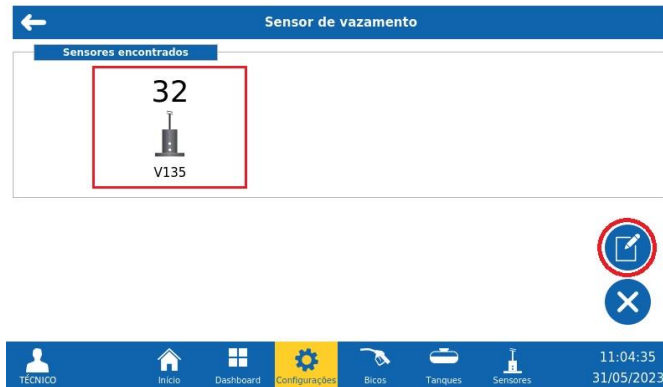 Sensor de vazamento
Sensores encontrados
32
V135
TÉCNICO
Início
Dashboard
Configurações
Bicos
Tanques
Sensores
11:04:35
31/05/2023